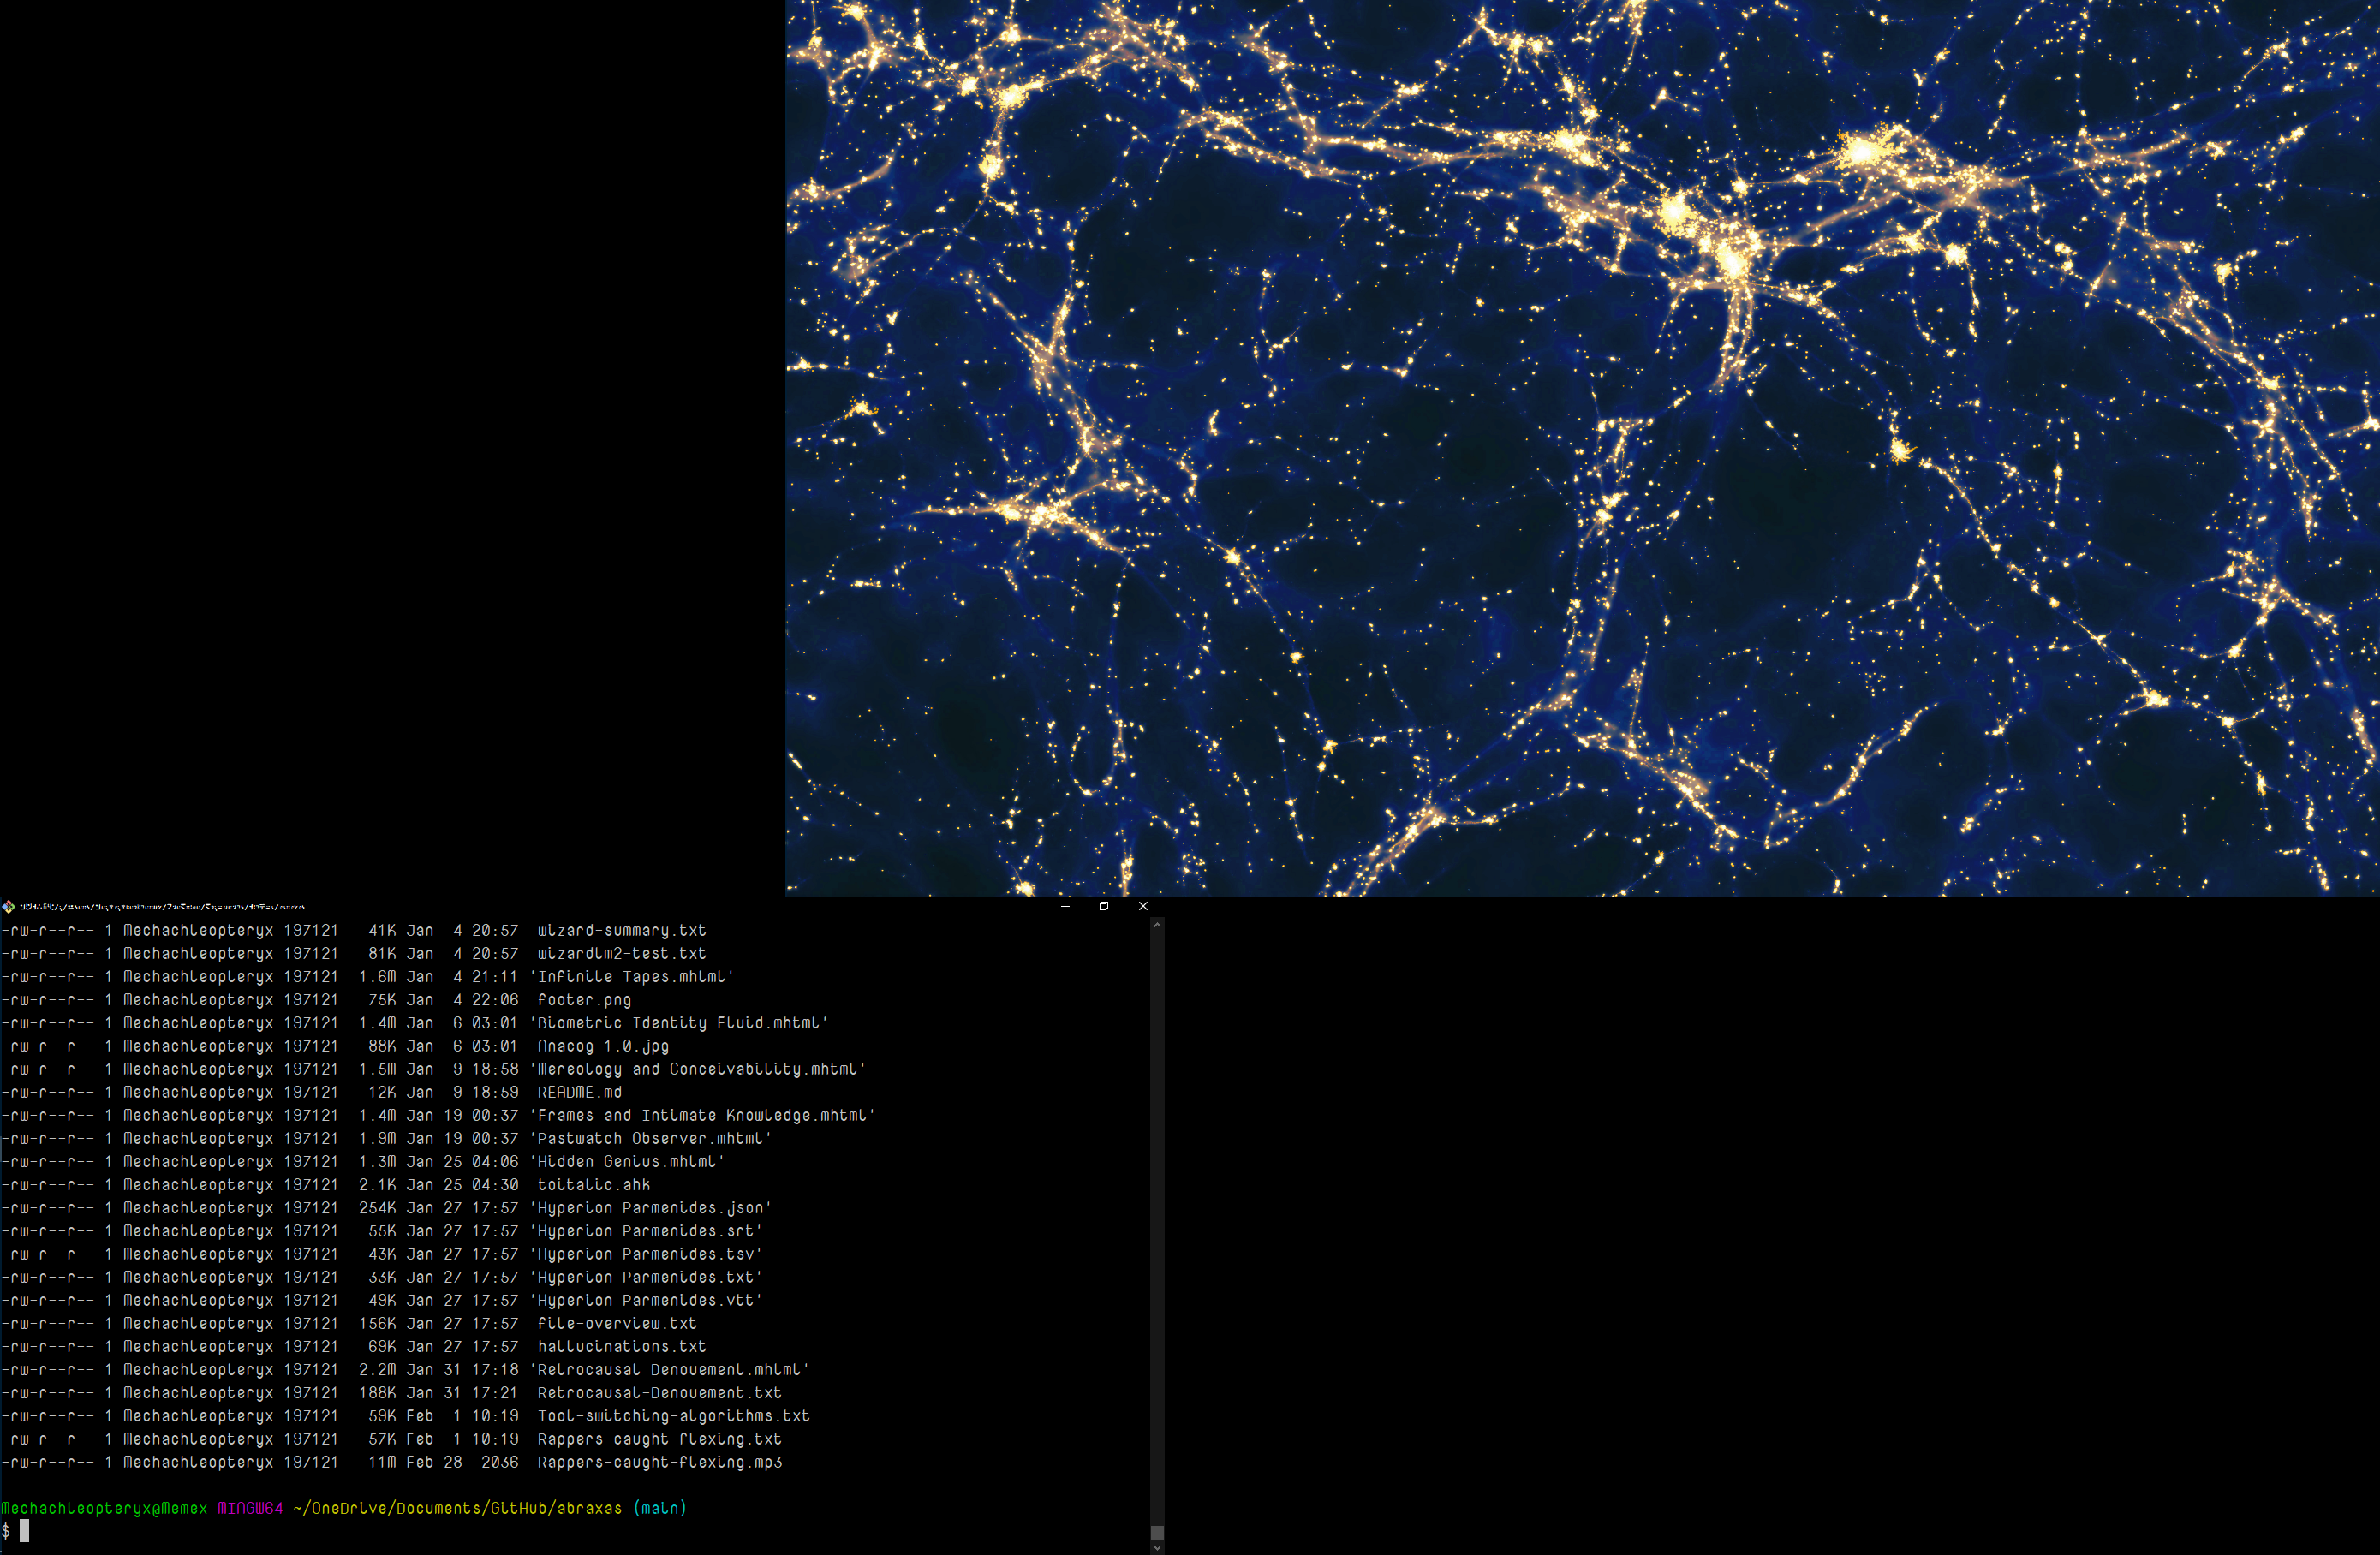 -rw-r--r-- 1 Mechachleopteryx 197121   41K Jan  4 20:57  wizard-summary.txt
-rw-r--r-- 1 Mechachleopteryx 197121   81K Jan  4 20:57  wizardlm2-test.txt
-rw-r--r-- 1 Mechachleopteryx 197121  1.6M Jan  4 21:11 'Infinite Tapes.mhtml'
-rw-r--r-- 1 Mechachleopteryx 197121   75K Jan  4 22:06  footer.png
-rw-r--r-- 1 Mechachleopteryx 197121  1.4M Jan  6 03:01 'Biometric Identity Fluid.mhtml'
-rw-r--r-- 1 Mechachleopteryx 197121   88K Jan  6 03:01  Anacog-1.0.jpg
-rw-r--r-- 1 Mechachleopteryx 197121  1.5M Jan  9 18:58 'Mereology and Conceivability.mhtml'
-rw-r--r-- 1 Mechachleopteryx 197121   12K Jan  9 18:59  README.md
-rw-r--r-- 1 Mechachleopteryx 197121  1.4M Jan 19 00:37 'Frames and Intimate Knowledge.mhtml'
-rw-r--r-- 1 Mechachleopteryx 197121  1.9M Jan 19 00:37 'Pastwatch Observer.mhtml'
-rw-r--r-- 1 Mechachleopteryx 197121  1.3M Jan 25 04:06 'Hidden Genius.mhtml'
-rw-r--r-- 1 Mechachleopteryx 197121  2.1K Jan 25 04:30  toitalic.ahk
-rw-r--r-- 1 Mechachleopteryx 197121  254K Jan 27 17:57 'Hyperion Parmenides.json'
-rw-r--r-- 1 Mechachleopteryx 197121   55K Jan 27 17:57 'Hyperion Parmenides.srt'
-rw-r--r-- 1 Mechachleopteryx 197121   43K Jan 27 17:57 'Hyperion Parmenides.tsv'
-rw-r--r-- 1 Mechachleopteryx 197121   33K Jan 27 17:57 'Hyperion Parmenides.txt'
-rw-r--r-- 1 Mechachleopteryx 197121   49K Jan 27 17:57 'Hyperion Parmenides.vtt'
-rw-r--r-- 1 Mechachleopteryx 197121  156K Jan 27 17:57  file-overview.txt
-rw-r--r-- 1 Mechachleopteryx 197121   69K Jan 27 17:57  hallucinations.txt
-rw-r--r-- 1 Mechachleopteryx 197121  2.2M Jan 31 17:18 'Retrocausal Denouement.mhtml'
-rw-r--r-- 1 Mechachleopteryx 197121  188K Jan 31 17:21  Retrocausal-Denouement.txt
-rw-r--r-- 1 Mechachleopteryx 197121   59K Feb  1 10:19  Tool-switching-algorithms.txt
-rw-r--r-- 1 Mechachleopteryx 197121   57K Feb  1 10:19  Rappers-caught-flexing.txt
-rw-r--r-- 1 Mechachleopteryx 197121   11M Feb 28  2036  Rappers-caught-flexing.mp3
Mechachleopteryx@Memex MINGW64 ~/OneDrive/Documents/GitHub/abraxas (main)
$